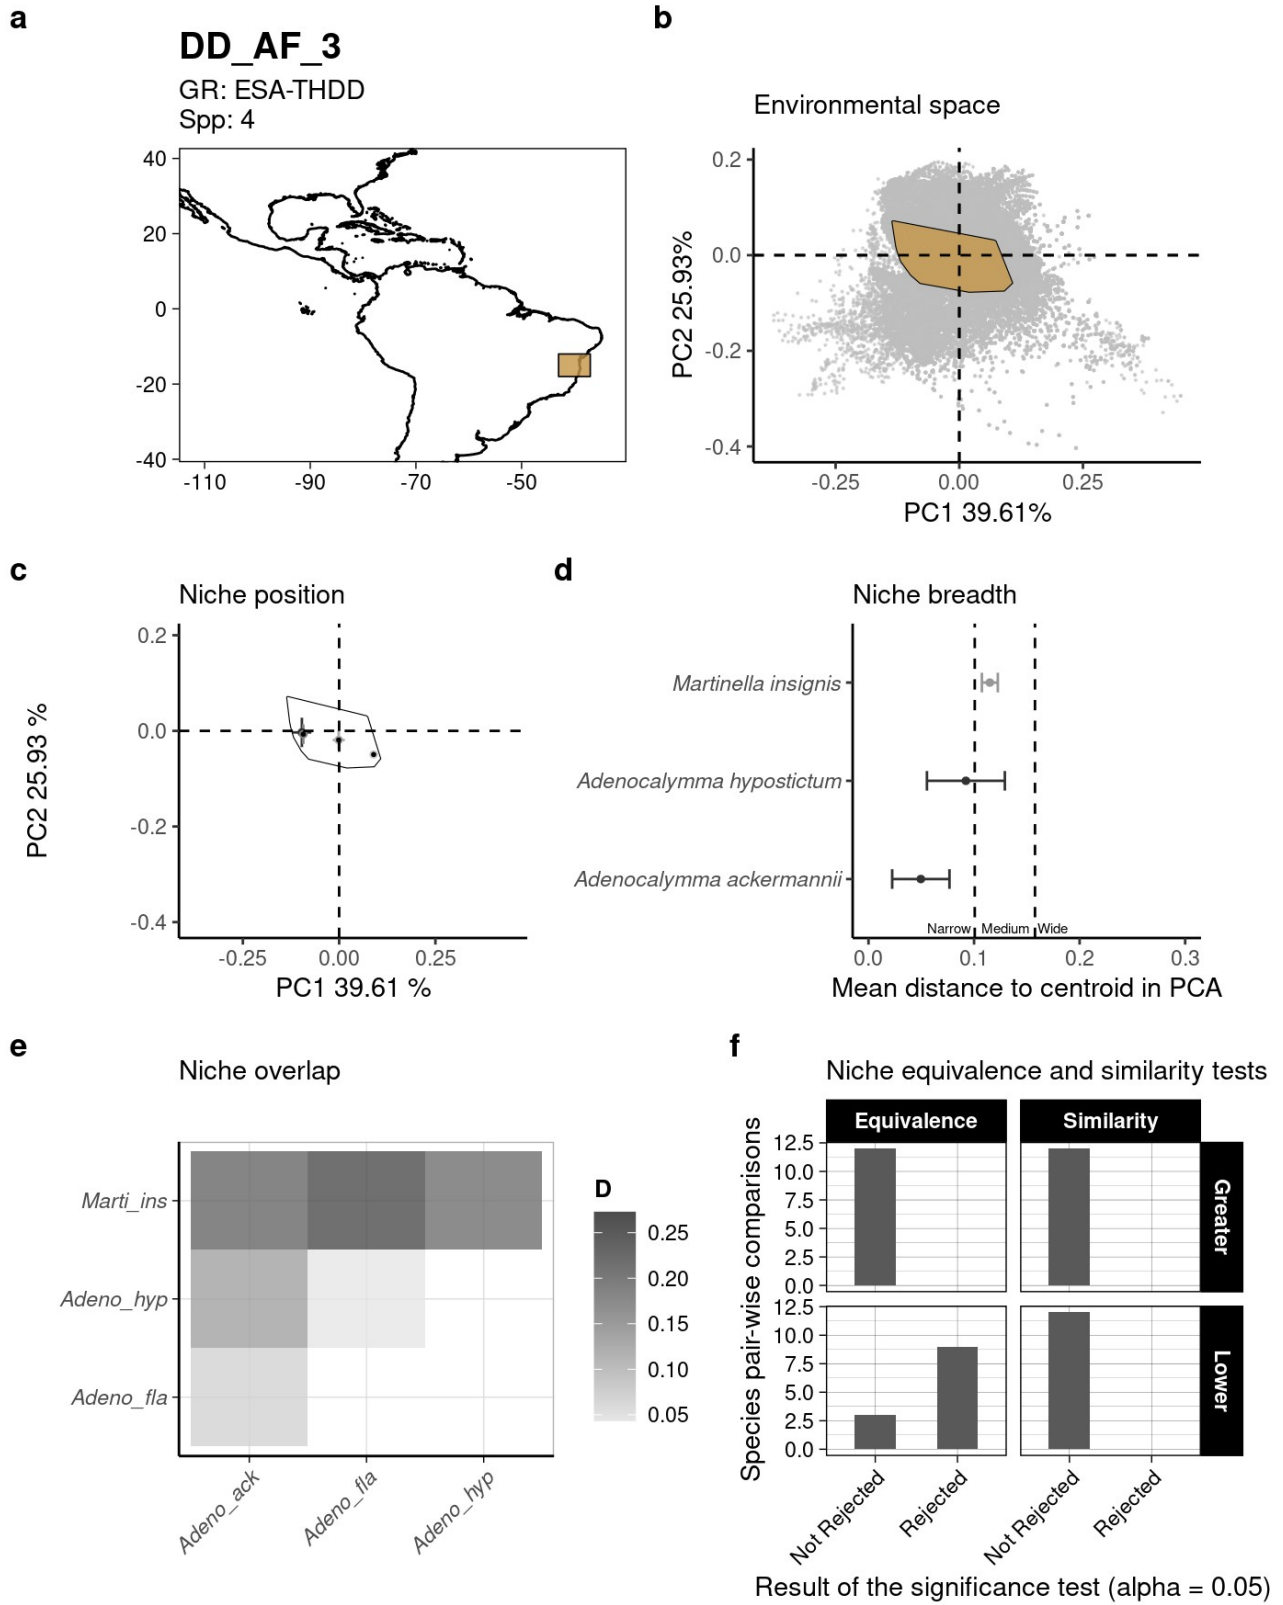 a
DD_AF_3
GR: ESA-THDD
Spp: 4
40
20
0
-20
-40
-110 -90 -70 -50
b
Environmental space
PC2 25.93%
0.2
0.0
-0.2
-0.4
-0.25 0.00 0.25
PC1 39.61%
c
Niche position
PC2 25.93 %
0.2
0.0
-0.2
-0.4
-0.25 0.00 0.25
PC1 39.61 %
d
Niche breadth
Martinella insignis
Adenocalymma hypostictum
Adenocalymma ackermannii
Narrow Medium Wide
0.0 0.1 0.2 0.3
Mean distance to centroid in PCA
e
Niche overlap
Marti_ins
Adeno_hyp
Adeno_fla
Adeno_ack Adeno_fla Adeno_hyp
D
0.25
0.20
0.15
0.10
0.05
f
Niche equivalence and similarity tests
Species pair-wise comparisons
Equivalence Similarity
12.5
10.0
7.5
5.0
2.5
0.0
Greater
12.5
10.0
7.5
5.0
2.5
0.0
Lower
Not Rejected Rejected Not Rejected Rejected
Result of the significance test (alpha = 0.05)